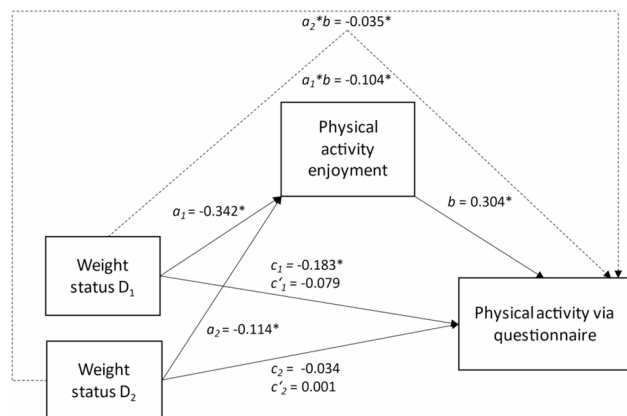 a₂*b = -0.035*
a₁*b = -0.104*
Physical
activity
enjoyment
a₁= -0.342*
b = 0.304*
Weight
status D₁
c₁ = -0.183*
c'₁ = -0.079
Physical activity via
questionnaire
a₂= -0.114*
Weight
status D₂
c₂ = -0.034
c'₂ = 0.001